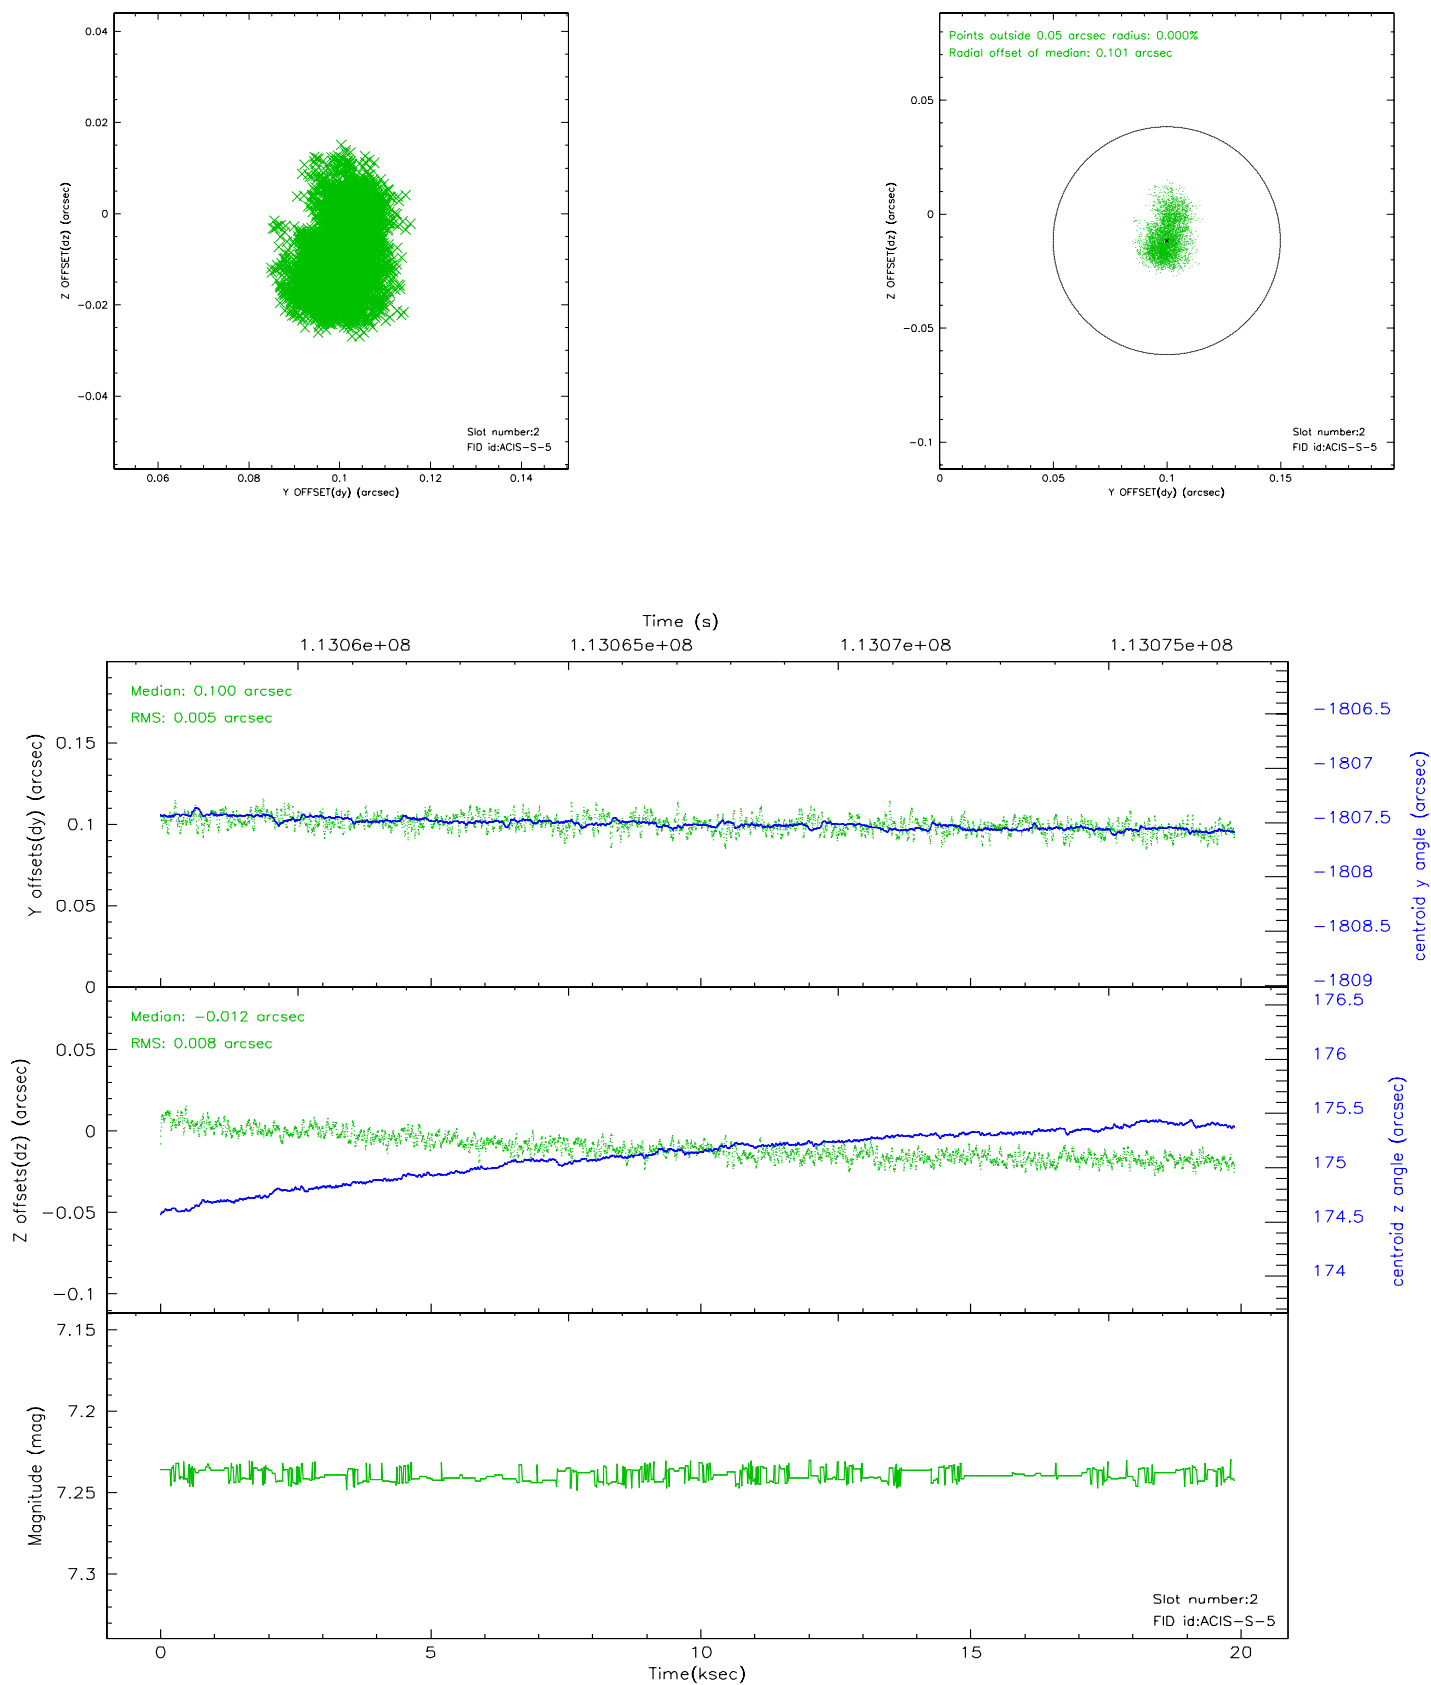 0.04
0.02
0
−0.02
−0.04
0.06
0.08
0.1
0.12
0.14
Z OFFSET(dz) (arcsec)
Y OFFSET(dy) (arcsec)
Slot number:2
FID id:ACIS−S−5
Points outside 0.05 arcsec radius: 0.000%
Radial offset of median: 0.101 arcsec
0.05
0
−0.05
−0.1
0
0.05
0.1
0.15
Z OFFSET(dz) (arcsec)
Y OFFSET(dy) (arcsec)
Slot number:2
FID id:ACIS−S−5
Time (s)
1.1306e+08
1.13065e+08
1.1307e+08
1.13075e+08
Median: 0.100 arcsec
RMS: 0.005 arcsec
0.15
0.1
0.05
0
Y offsets(dy) (arcsec)
−1806.5
−1807
−1807.5
−1808
−1808.5
−1809
centroid y angle (arcsec)
Median: −0.012 arcsec
RMS: 0.008 arcsec
0.05
0
−0.05
−0.1
Z offsets(dz) (arcsec)
176.5
176
175.5
175
174.5
174
centroid z angle (arcsec)
7.15
7.2
7.25
7.3
Magnitude (mag)
Slot number:2
FID id:ACIS−S−5
0
5
10
15
20
Time(ksec)